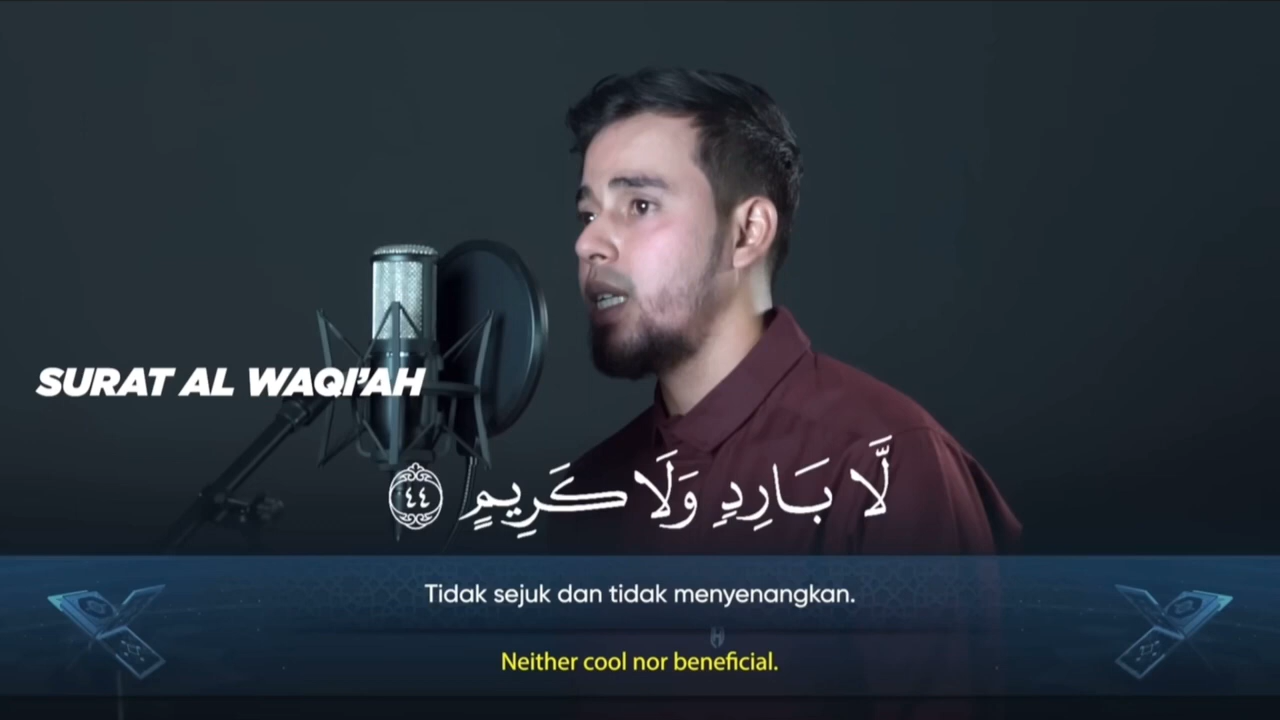 SURAT AL WAQI'AH
لَّا بَارِدٍ وَلَا كَرِيمٍ ٤٤
Tidak sejuk dan tidak menyenangkan.
Neither cool nor beneficial.